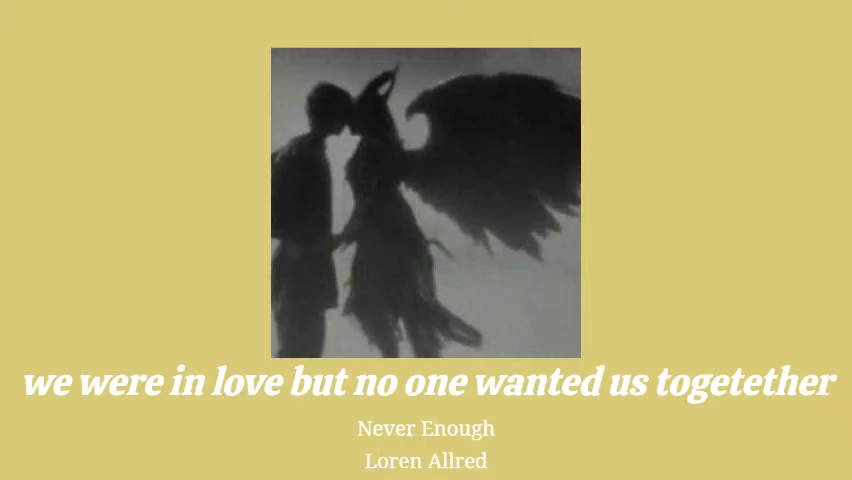 we were in love but no one wanted us togetether
Never Enough
Loren Allred